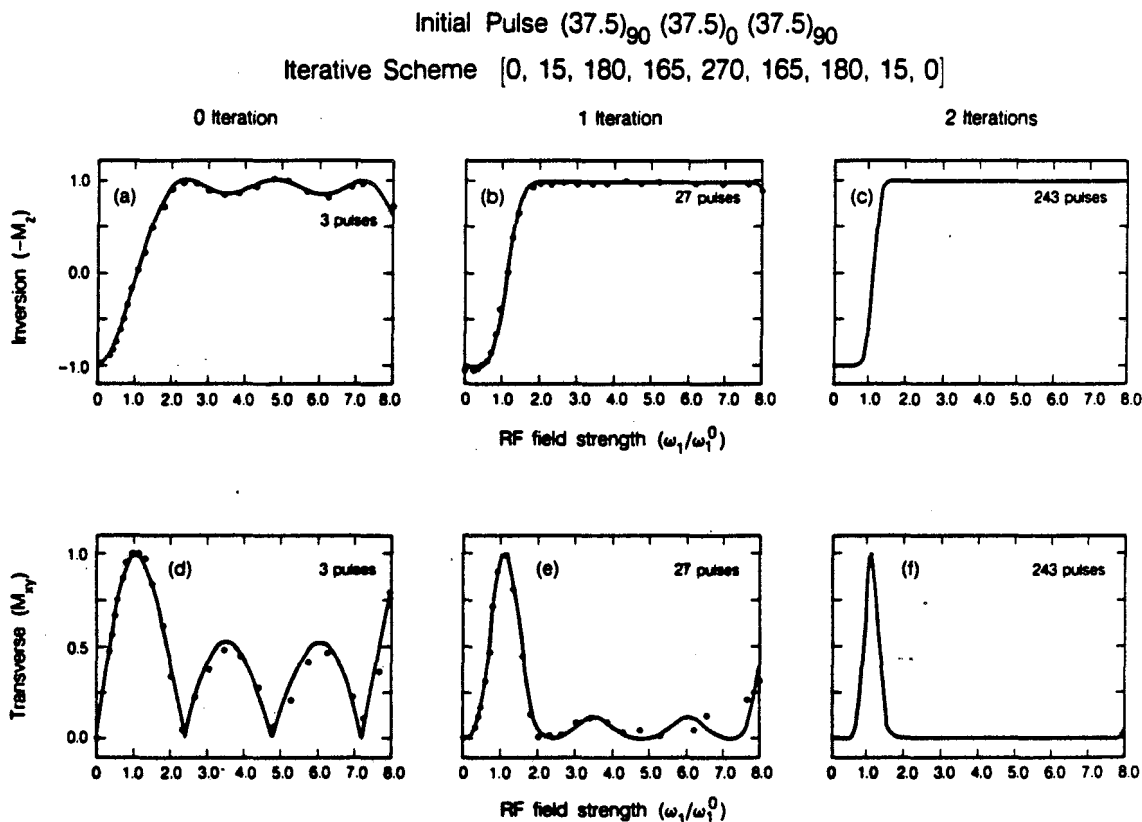 Initial Pulse (37.5)90 (37.5)0 (37.5)90
Iterative Scheme [0, 15, 180, 165, 270, 165, 180, 15, 0]
0 Iteration
1 Iteration
2 Iterations
Inversion (-Mz)
1.0
0.0
-1.0
(a)
3 pulses
0 1.0 2.0 3.0 4.0 5.0 6.0 7.0 8.0
(b)
27 pulses
0 1.0 2.0 3.0 4.0 5.0 6.0 7.0 8.0
(c)
243 pulses
0 1.0 2.0 3.0 4.0 5.0 6.0 7.0 8.0
RF field strength (ω1/ω1^0)
Transverse (Mxy)
1.0
0.5
0.0
(d)
3 pulses
0 1.0 2.0 3.0 4.0 5.0 6.0 7.0 8.0
(e)
27 pulses
0 1.0 2.0 3.0 4.0 5.0 6.0 7.0 8.0
(f)
243 pulses
0 1.0 2.0 3.0 4.0 5.0 6.0 7.0 8.0
RF field strength (ω1/ω1^0)